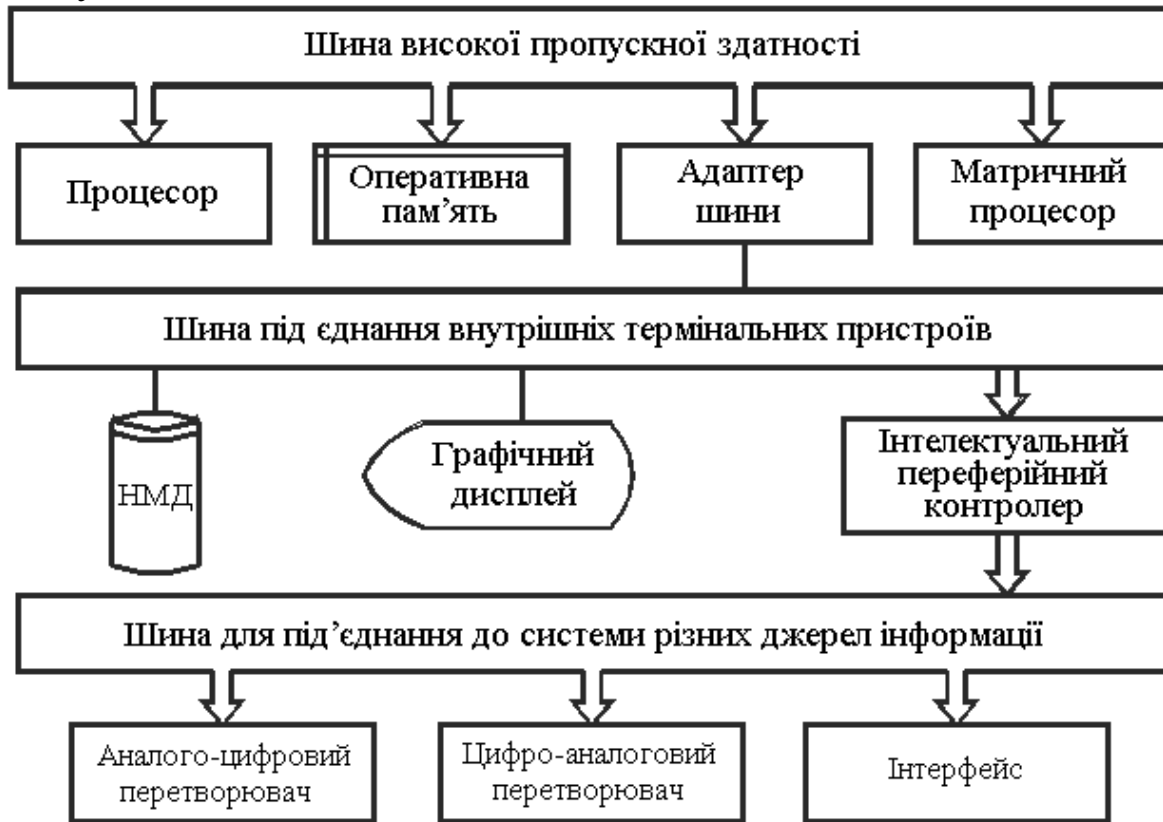 Шина високої пропускної здатності
Процесор
Оперативна
пам’ять
Адаптер
шини
Матричний
процесор
Шина під єднання внутрішніх термінальних пристроїв
НМД
Графічний
дисплей
Інтелектуальний
переферійний
контролер
Шина для під’єднання до системи різних джерел інформації
Аналого-цифровий
перетворювач
Цифро-аналоговий
перетворювач
Інтерфейс